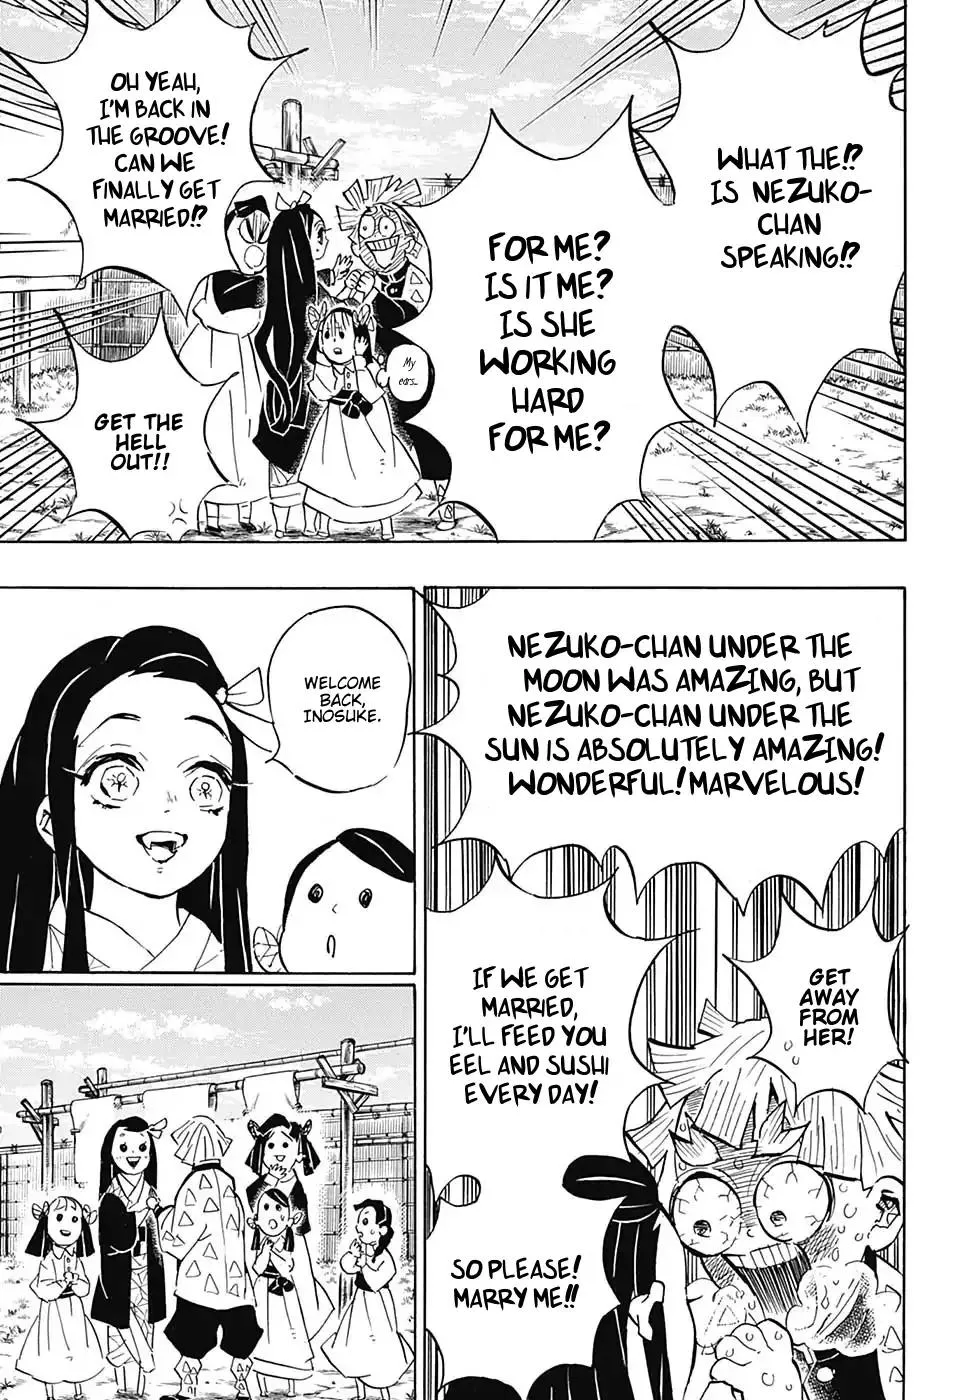 WHAT THE!?
IS NEZUKO-
CHAN
SPEAKING!?
FOR ME?
IS IT ME?
IS SHE
WORKING
HARD
FOR ME?
OH YEAH,
I'M BACK IN
THE GROOVE!
CAN WE
FINALLY GET
MARRIED!?
My
ears...
GET THE
HELL
OUT!!
NEZUKO-CHAN UNDER THE
MOON WAS AMAZING, BUT
NEZUKO-CHAN UNDER THE
SUN IS ABSOLUTELY AMAZING!
WONDERFUL! MARVELOUS!
GET
AWAY
FROM
HER!
IF WE GET
MARRIED,
I'LL FEED YOU
EEL AND SUSHI
EVERY DAY!
SO PLEASE!
MARRY ME!!
WELCOME
BACK,
INOSUKE.